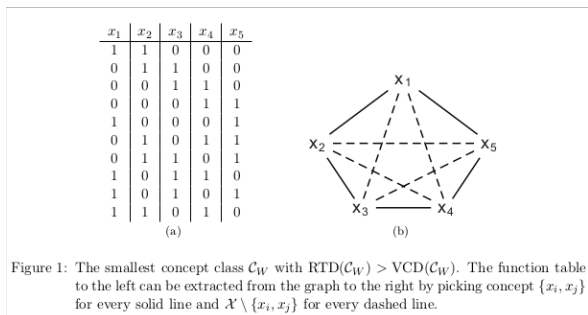 x1 x2 x3 x4 x5
1 1 0 0 0
0 1 1 0 0
0 0 1 1 0
0 0 0 1 1
1 0 0 0 1
0 1 0 1 1
0 1 1 0 1
1 0 1 1 0
1 0 1 0 1
1 1 0 1 0
(a)
X1
X2 X5
X3 X4
(b)
Figure 1: The smallest concept class C_W with RTD(C_W) > VCD(C_W). The function table
to the left can be extracted from the graph to the right by picking concept {x_i, x_j}
for every solid line and X \ {x_i, x_j} for every dashed line.